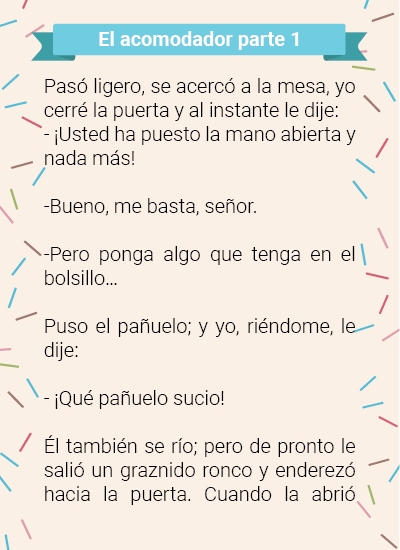 El acomodador parte 1
Pasó ligero, se acercó a la mesa, yo
cerré la puerta y al instante le dije:
- ¡Usted ha puesto la mano abierta y
nada más!
-Bueno, me basta, señor.
-Pero ponga algo que tenga en el
bolsillo...
Puso el pañuelo; y yo, riéndome, le
dije:
- ¡Qué pañuelo sucio!
Él también se río; pero de pronto le
salió un graznido ronco y enderezó
hacia la puerta. Cuando la abrió